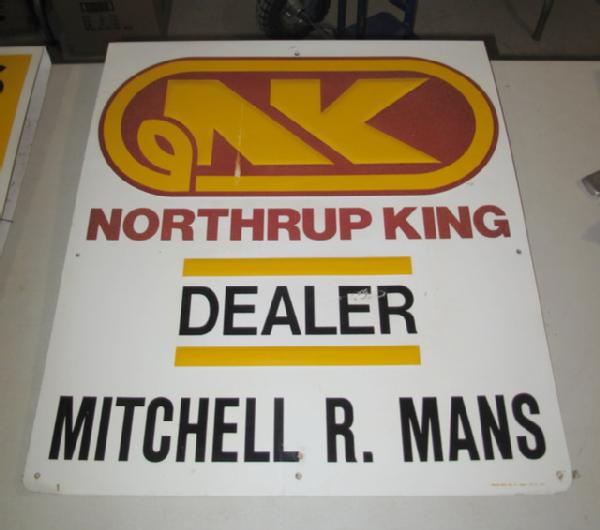 NK
NORTHRUP KING
DEALER
MITCHELL R. MANS